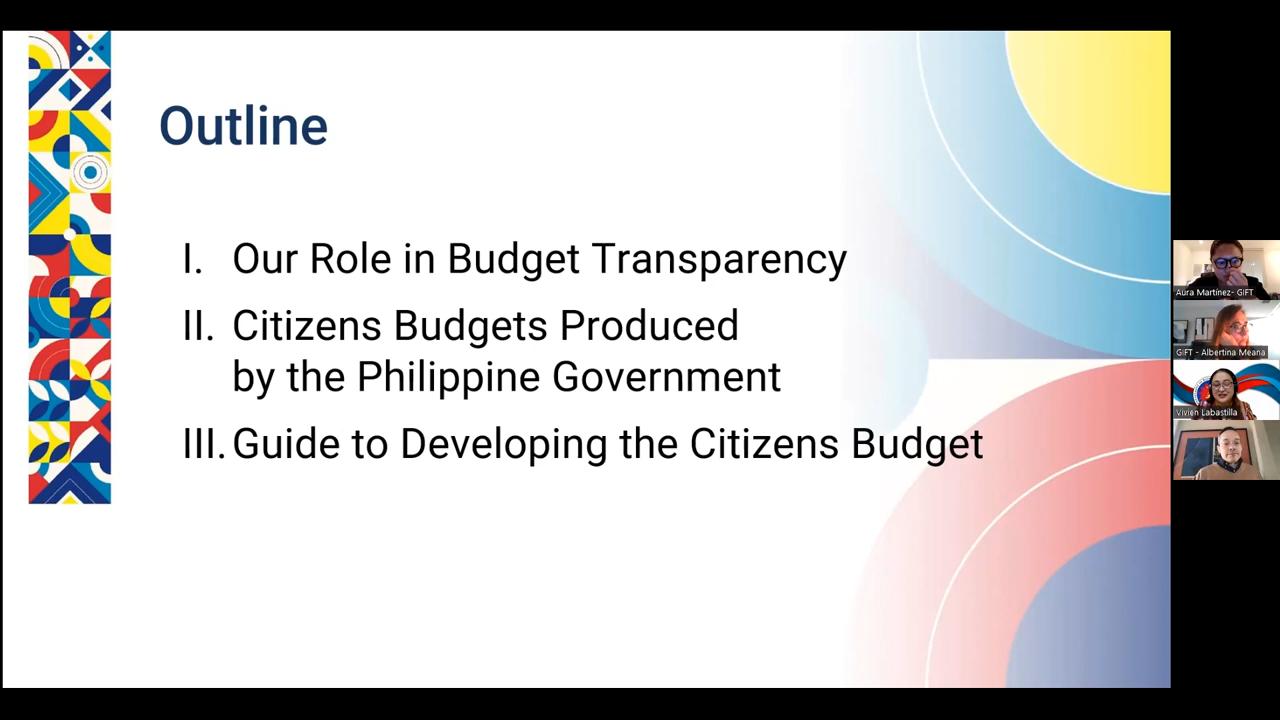 Outline
I. Our Role in Budget Transparency
II. Citizens Budgets Produced
by the Philippine Government
III. Guide to Developing the Citizens Budget
Aura Martínez- GIFT
GIFT - Albertina Meana
Vivien Labastilla